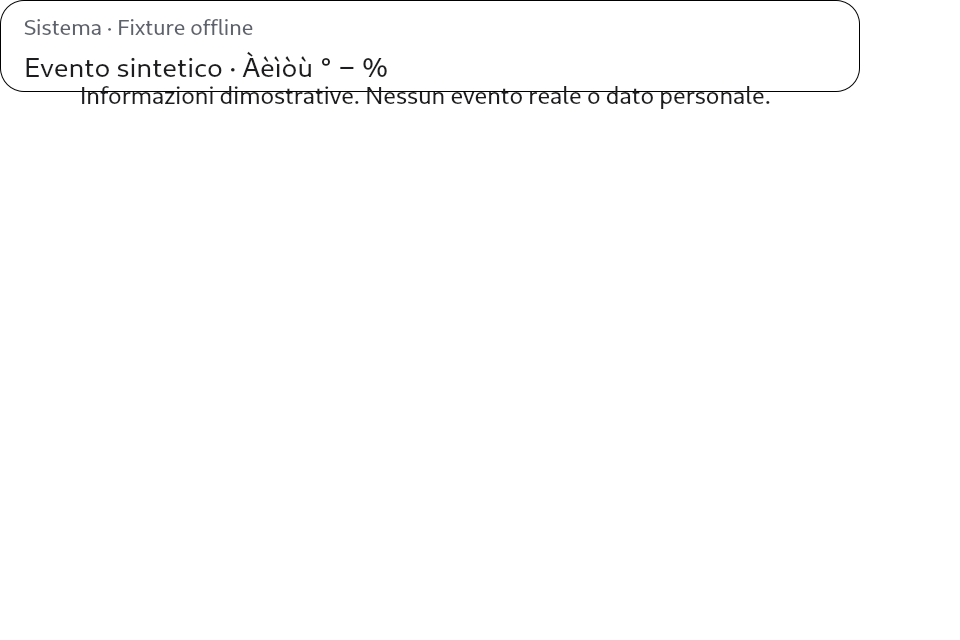 Sistema · Fixture offline
Evento sintetico · Àèìòù ° − %
Informazioni dimostrative. Nessun evento reale o dato personale.